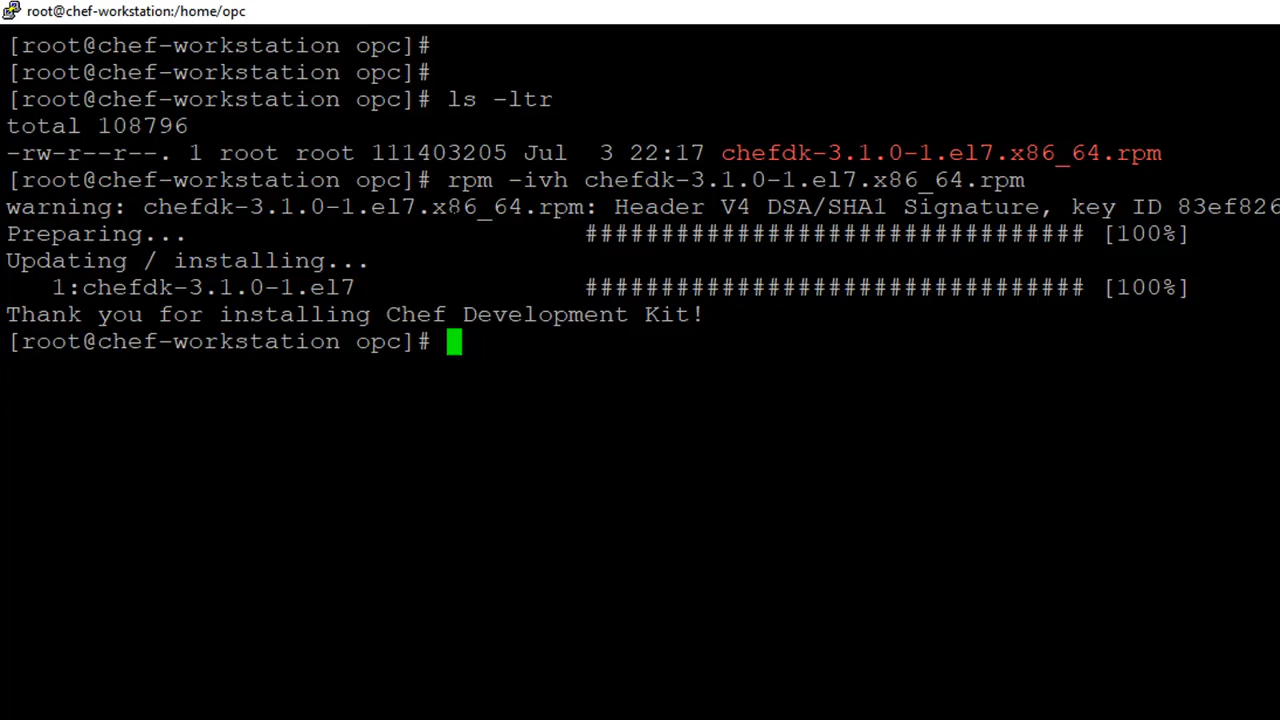 root@chef-workstation:/home/opc
[root@chef-workstation opc]#
[root@chef-workstation opc]#
[root@chef-workstation opc]# ls -ltr
total 108796
-rw-r--r--. 1 root root 111403205 Jul  3 22:17 chefdk-3.1.0-1.el7.x86_64.rpm
[root@chef-workstation opc]# rpm -ivh chefdk-3.1.0-1.el7.x86_64.rpm
warning: chefdk-3.1.0-1.el7.x86_64.rpm: Header V4 DSA/SHA1 Signature, key ID 83ef826
Preparing...                          ################################# [100%]
Updating / installing...
   1:chefdk-3.1.0-1.el7               ################################# [100%]
Thank you for installing Chef Development Kit!
[root@chef-workstation opc]#